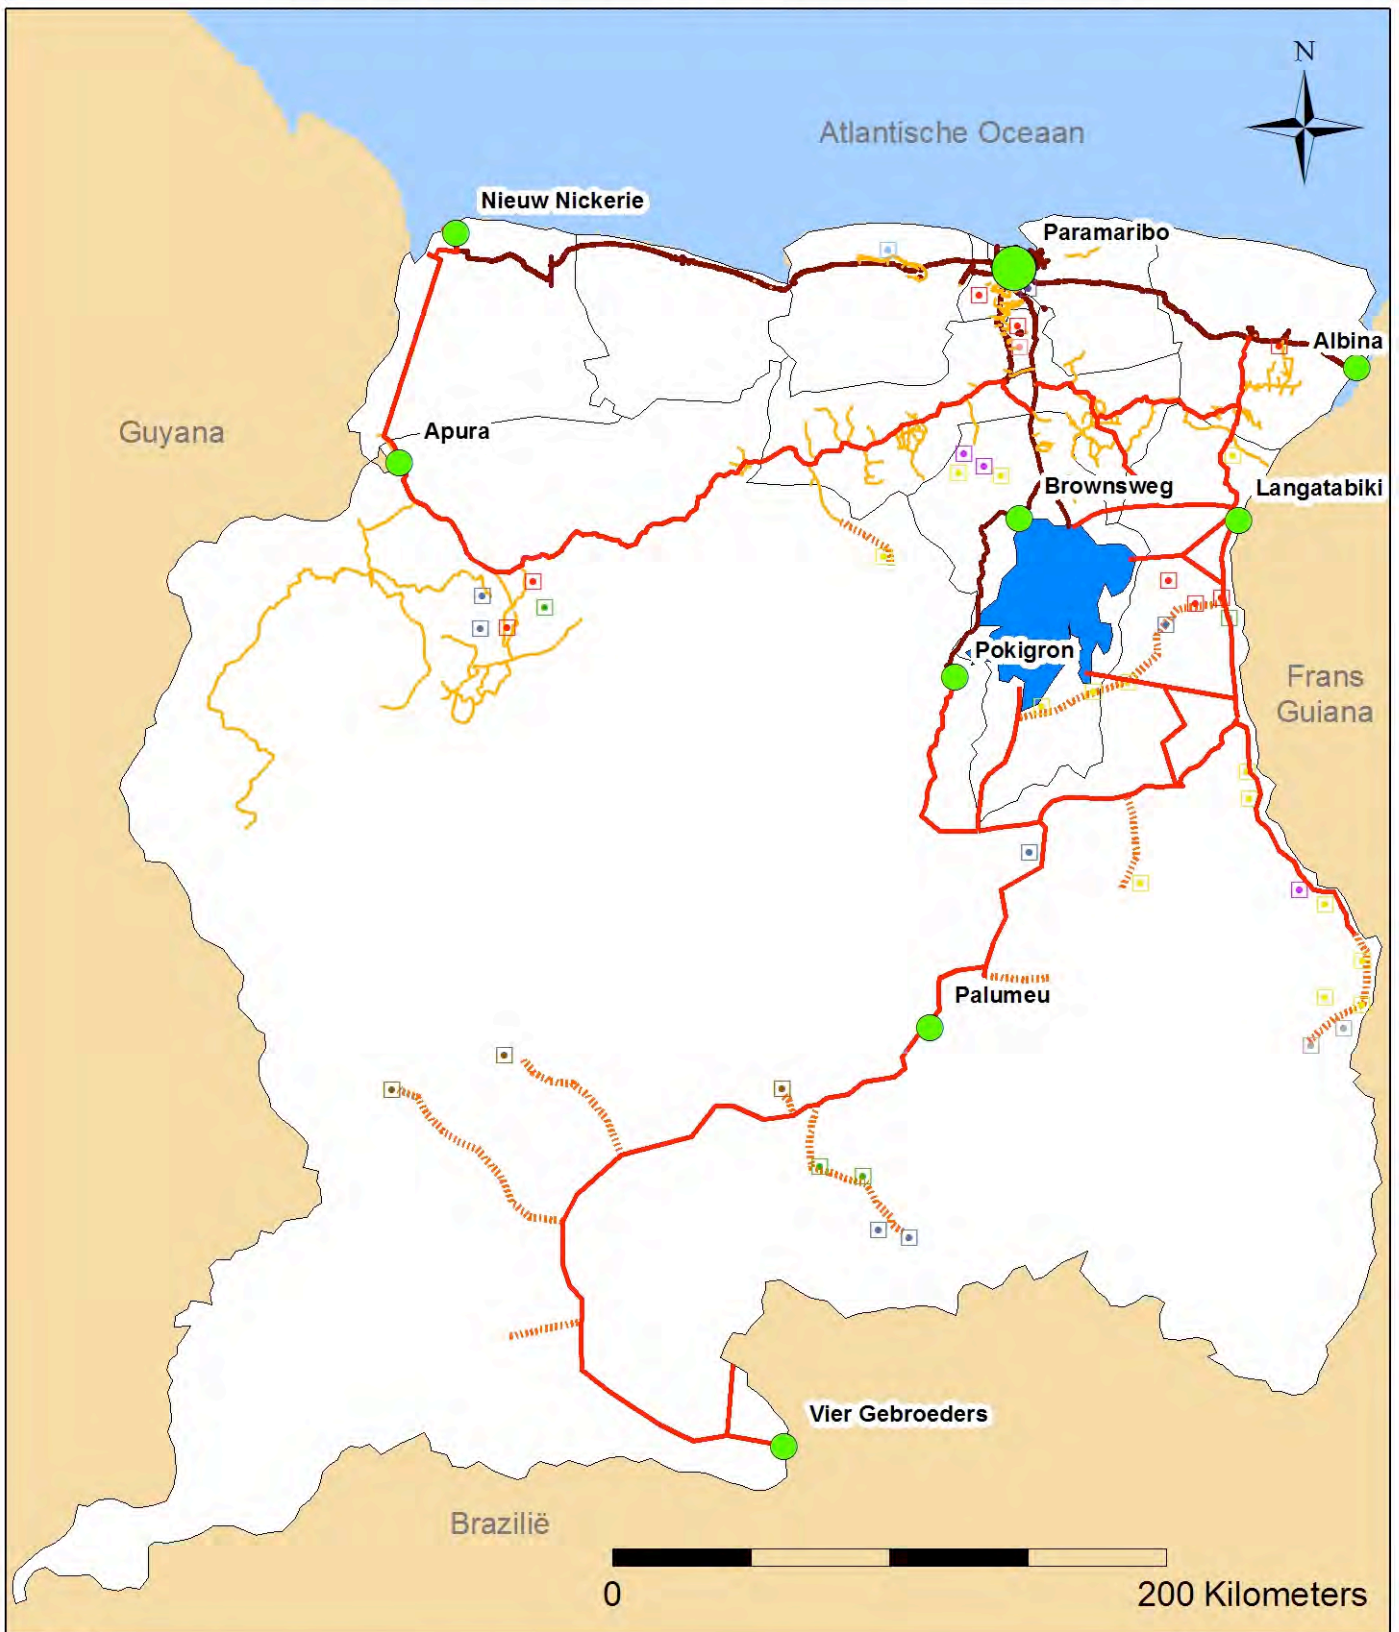 N
Atlantische Oceaan
Nieuw Nickerie
Paramaribo
Albina
Guyana
Apura
Brownsweg
Langatabiki
Pokigron
Frans
Guiana
Palumeu
Vier Gebroeders
Brazilië
0
200 Kilometers